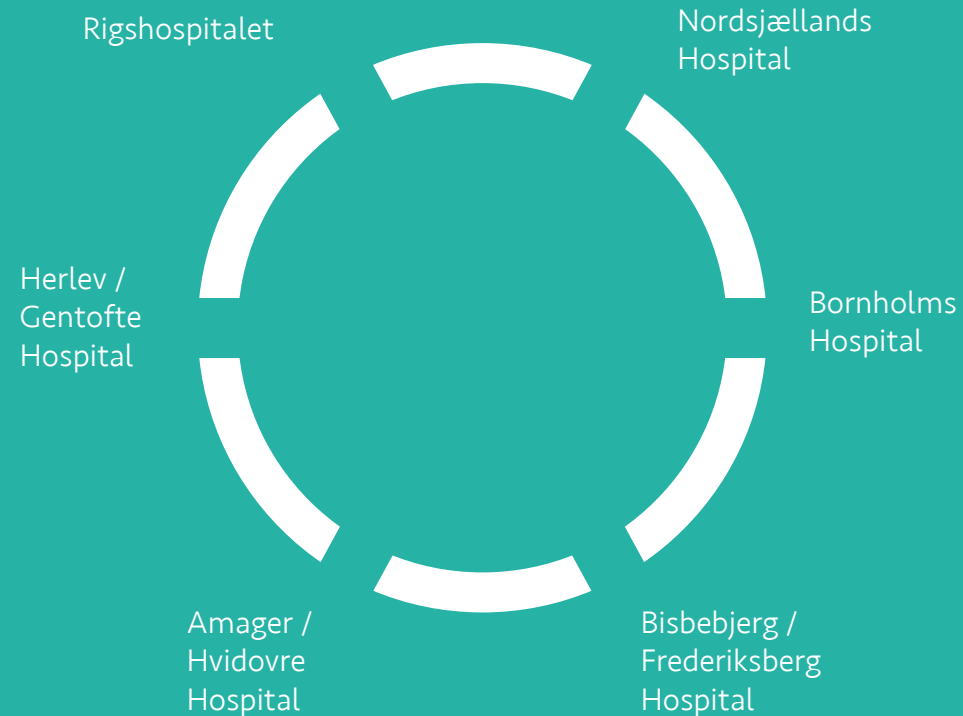 Rigshospitalet
Nordsjællands
Hospital
Herlev /
Gentofte
Hospital
Bornholms
Hospital
Amager /
Hvidovre
Hospital
Bisbebjerg /
Frederiksberg
Hospital